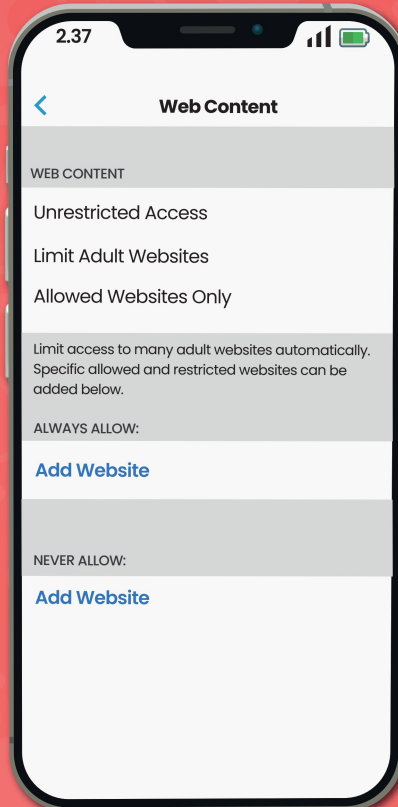 2.37
Web Content
WEB CONTENT
Unrestricted Access
Limit Adult Websites
Allowed Websites Only
Limit access to many adult websites automatically.
Specific allowed and restricted websites can be
added below.
ALWAYS ALLOW:
Add Website
NEVER ALLOW:
Add Website